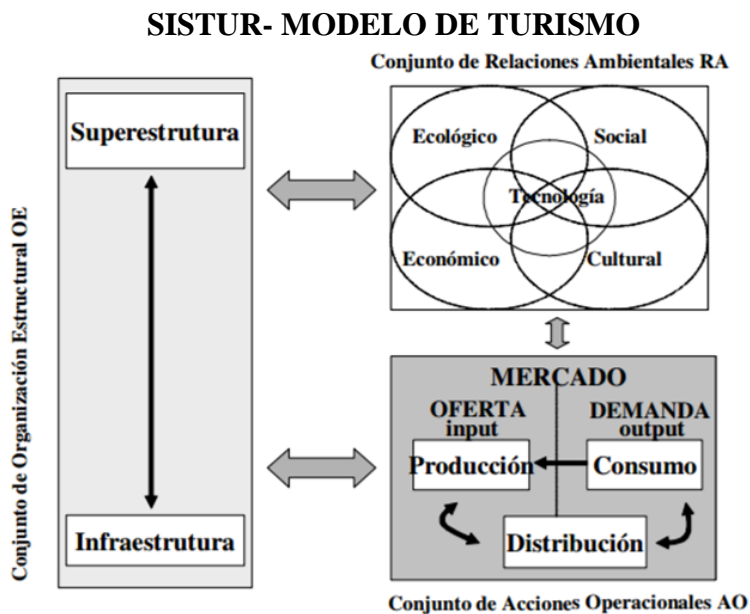 SISTUR- MODELO DE TURISMO
Conjunto de Relaciones Ambientales RA
Superestrutura
Ecológico
Social
Tecnología
Económico
Cultural
Conjunto de Organización Estructural OE
MERCADO
OFERTA
input
DEMANDA
output
Producción
Consumo
Infraestrutura
Distribución
Conjunto de Acciones Operacionales AO